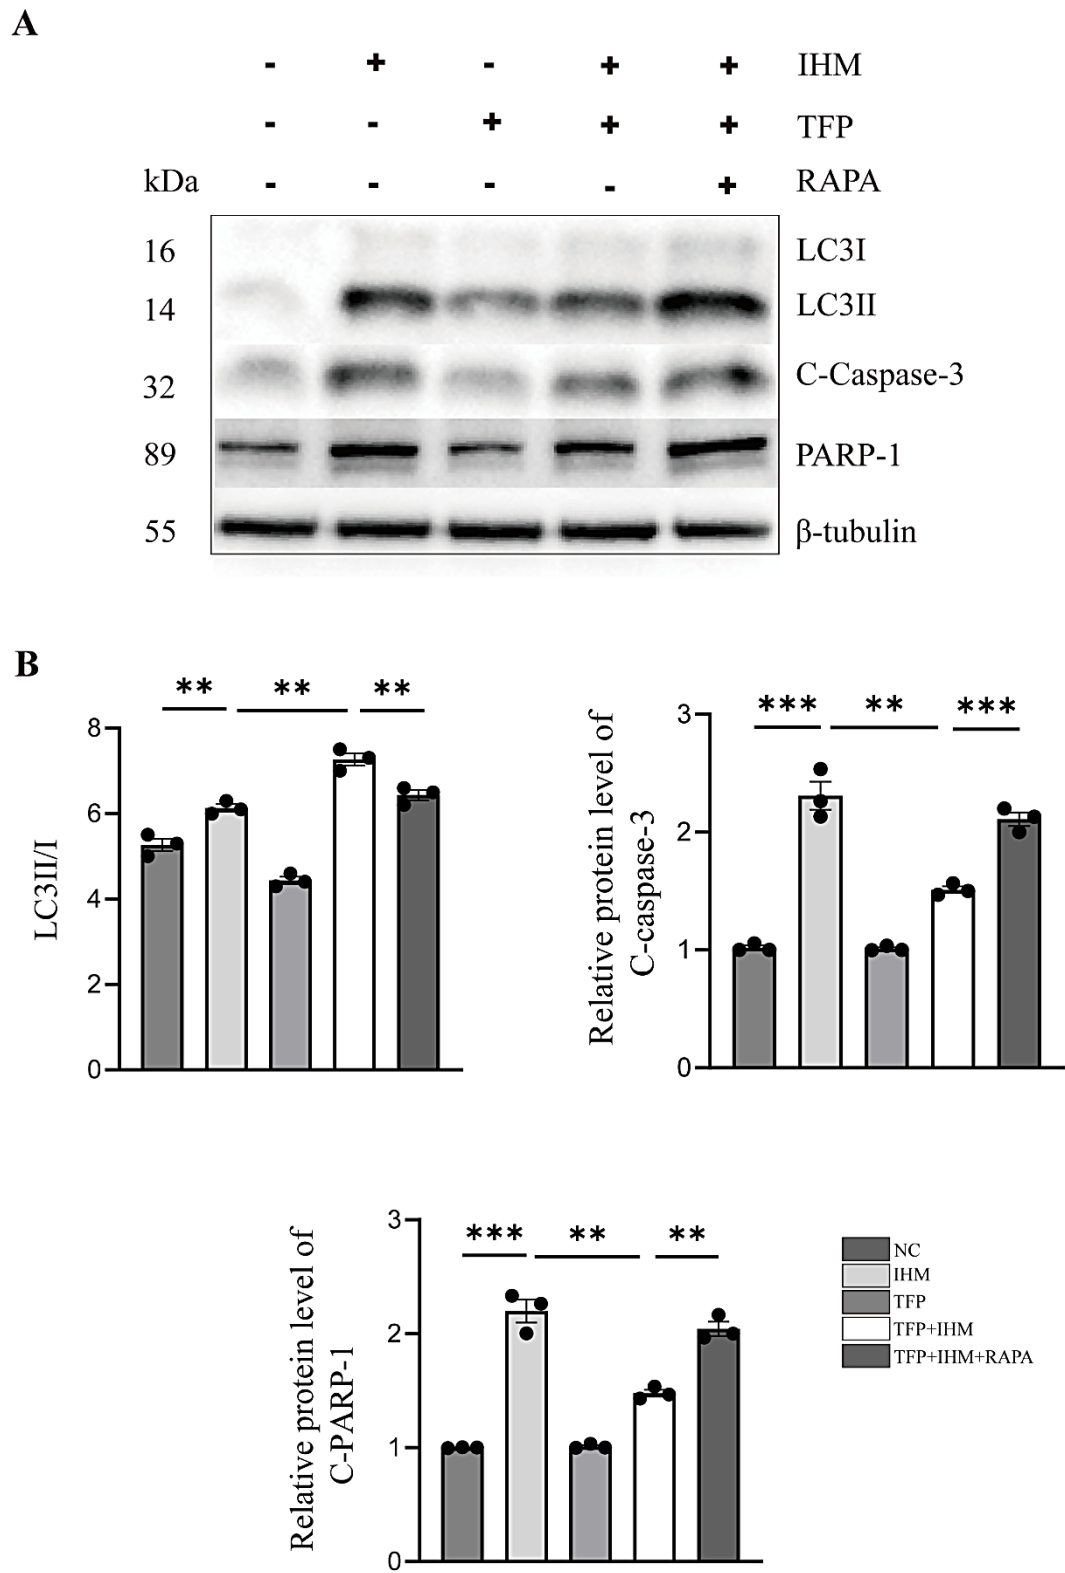 A
- + - + + IHM
- - + + + TFP
kDa - - - - + RAPA
16 LC3I
14 LC3II
32 C-Caspase-3
89 PARP-1
55 β-tubulin
B
** ** **
8
6
4
2
0
LC3II/I
*** ** ***
3
2
1
0
Relative protein level of
C-caspase-3
*** ** **
3
2
1
0
Relative protein level of
C-PARP-1
NC
IHM
TFP
TFP+IHM
TFP+IHM+RAPA